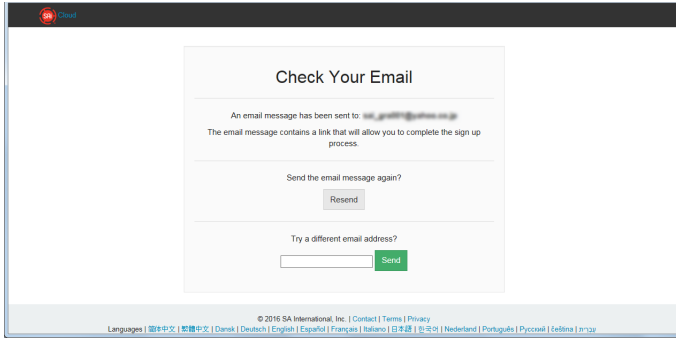 SAi Cloud
Check Your Email
An email message has been sent to:
The email message contains a link that will allow you to complete the sign up
process.
Send the email message again?
Resend
Try a different email address?
Send
© 2016 SA International, Inc. | Contact | Terms | Privacy
Languages | 简体中文 | 繁體中文 | Dansk | Deutsch | English | Español | Français | Italiano | 日本語 | 한국어 | Nederland | Português | Русский | čeština | עברית